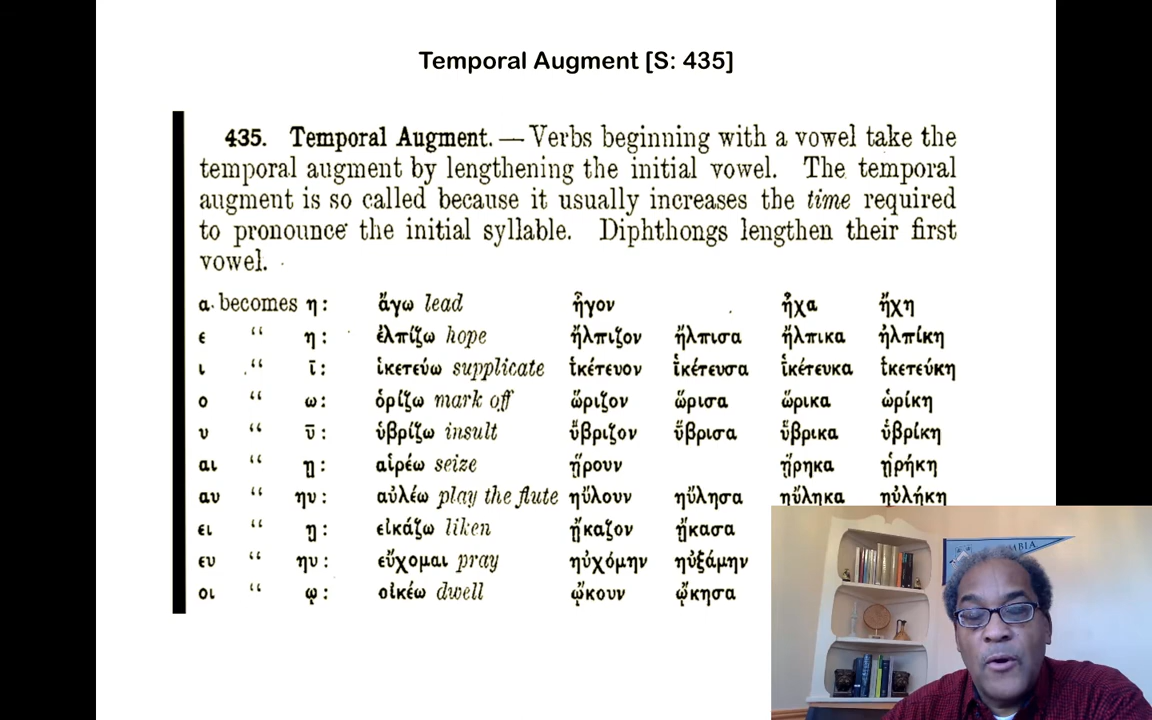 Temporal Augment [S: 435]
435. Temporal Augment. — Verbs beginning with a vowel take the
temporal augment by lengthening the initial vowel. The temporal
augment is so called because it usually increases the time required
to pronounce the initial syllable. Diphthongs lengthen their first
vowel.
α becomes η: ἄγω lead ἦγον ἦχα ἤχη
ε “ η: ἐλπίζω hope ἤλπιζον ἤλπισα ἤλπικα ἠλπίκη
ι “ ῑ: ἱκετεύω supplicate ἱ̄κέτευον ἱ̄κέτευσα ἱ̄κέτευκα ἱ̄κετεύκη
ο “ ω: ὁρίζω mark off ὥριζον ὥρισα ὥρικα ὡρίκη
υ “ ῡ: ὑβρίζω insult ὕ̄βριζον ὕ̄βρισα ὕ̄βρικα ὑ̄βρίκη
αι “ ῃ: αἱρέω seize ᾕρουν ᾕρηκα ᾑρήκη
αυ “ ηυ: αὐλέω play the flute ηὔλουν ηὔλησα ηὔληκα ηὐλήκη
ει “ ῃ: εἰκάζω liken ᾔκαζον ᾔκασα
ευ “ ηυ: εὔχομαι pray ηὐχόμην ηὐξάμην
οι “ ῳ: οἰκέω dwell ᾤκουν ᾤκησα